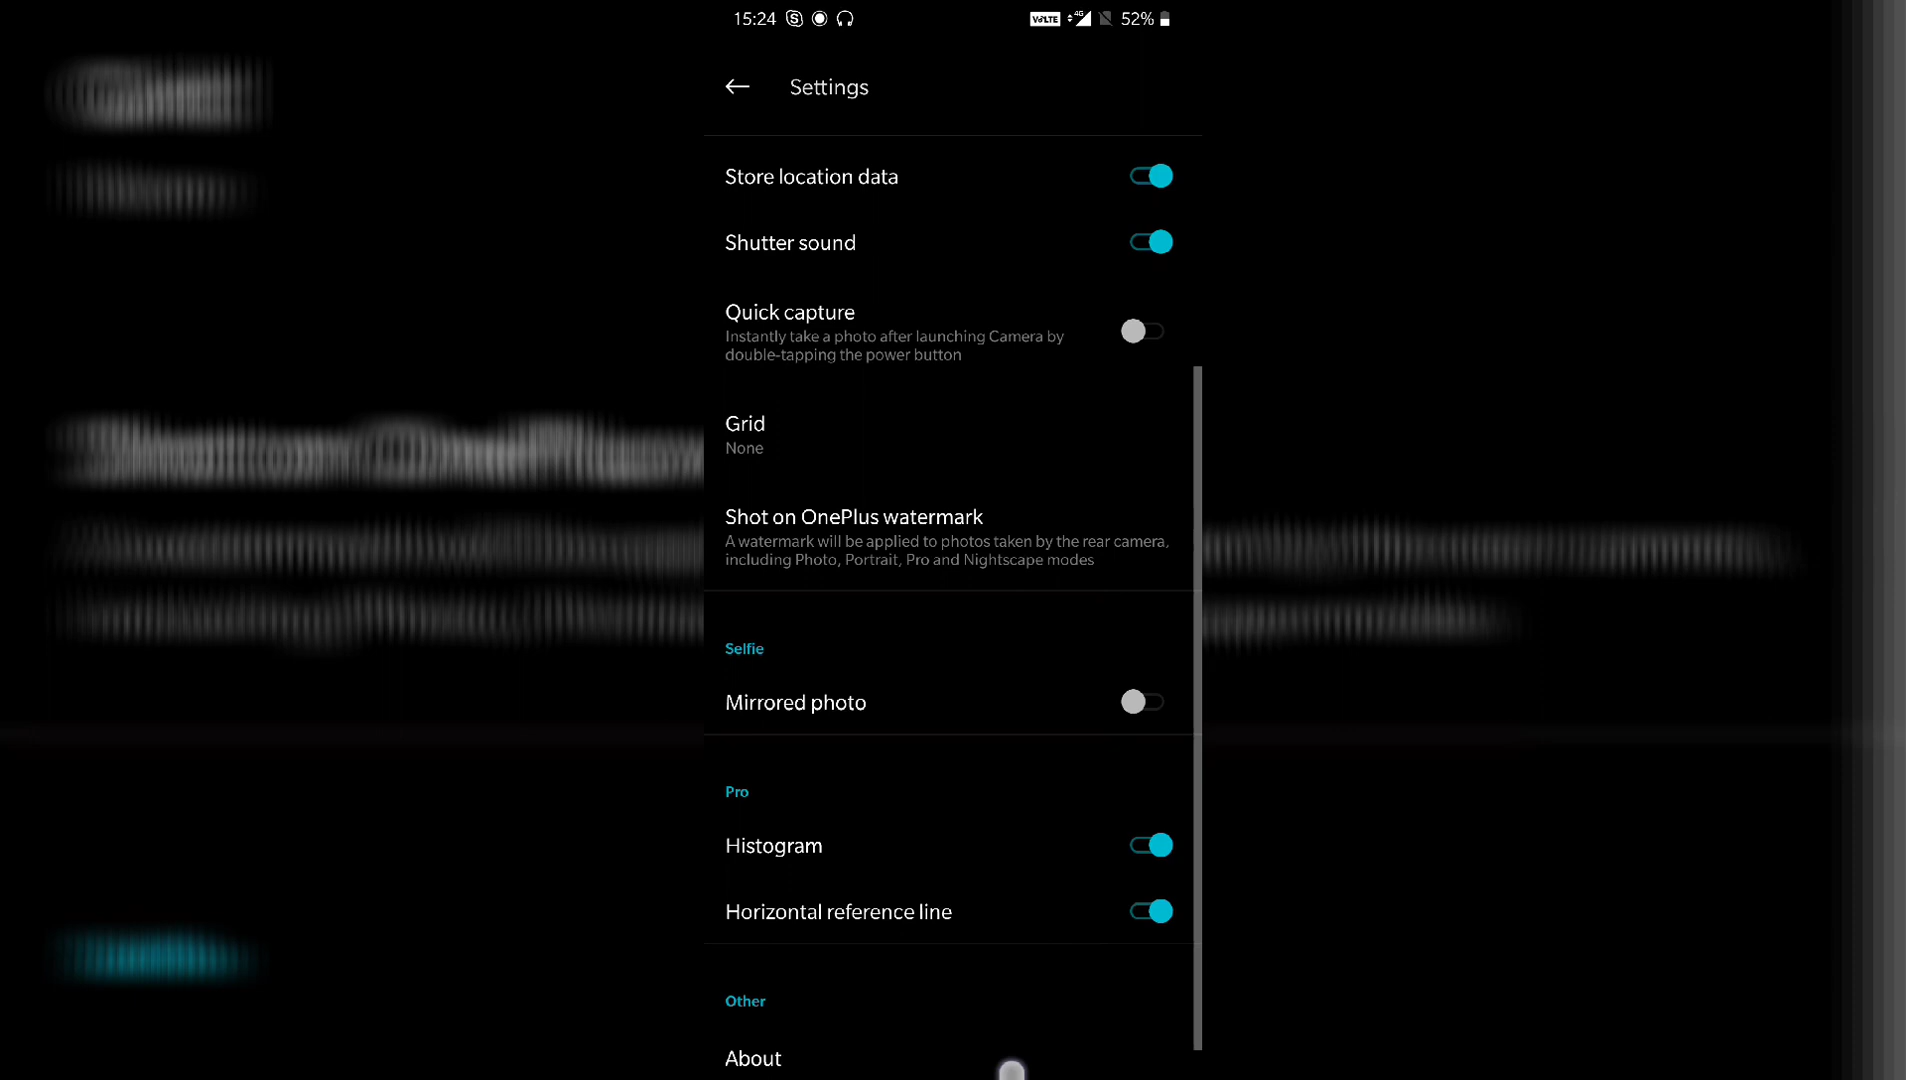 15:24 VoLTE 4G 52%
Settings
Store location data
Shutter sound
Quick capture
Instantly take a photo after launching Camera by
double-tapping the power button
Grid
None
Shot on OnePlus watermark
A watermark will be applied to photos taken by the rear camera,
including Photo, Portrait, Pro and Nightscape modes
Selfie
Mirrored photo
Pro
Histogram
Horizontal reference line
Other
About